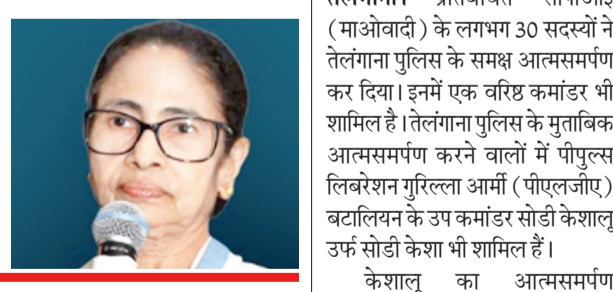 (माओवादी) के लगभग 30 सदस्यों ने
तेलंगाना पुलिस के समक्ष आत्मसमर्पण
कर दिया। इनमें एक वरिष्ठ कमांडर भी
शामिल है। तेलंगाना पुलिस के मुताबिक
आत्मसमर्पण करने वालों में पीपुल्स
लिबरेशन गुरिल्ला आर्मी (पीएलजीए)
बटालियन के उप कमांडर सोडी केशालू
उर्फ सोडी केशा भी शामिल हैं।
केशालू का आत्मसमर्पण